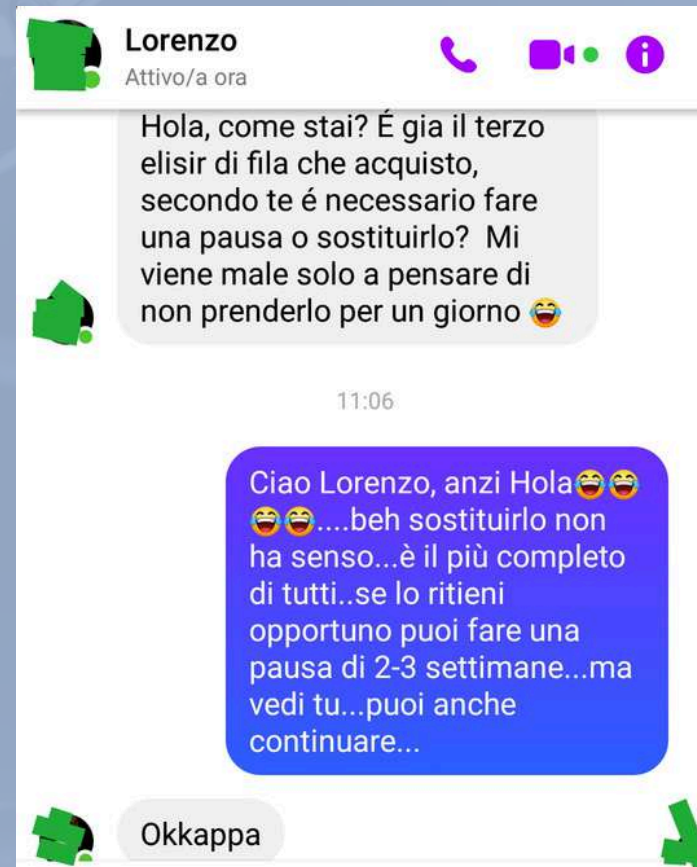 Lorenzo
Attivo/a ora
Hola, come stai? É gia il terzo
elisir di fila che acquisto,
secondo te é necessario fare
una pausa o sostituirlo? Mi
viene male solo a pensare di
non prenderlo per un giorno 😂
11:06
Ciao Lorenzo, anzi Hola😂😂
😂😂....beh sostituirlo non
ha senso...è il più completo
di tutti..se lo ritieni
opportuno puoi fare una
pausa di 2-3 settimane...ma
vedi tu...puoi anche
continuare...
Okkappa